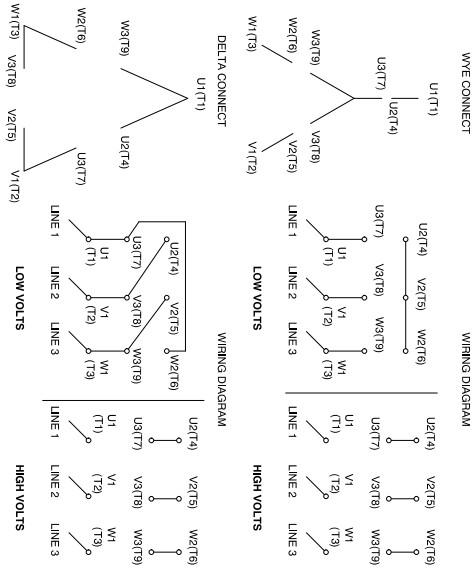 WYE CONNECT
U1(T1)
U2(T4)
U3(T7)
W3(T9) V3(T8)
W2(T6) V2(T5)
W1(T3) V1(T2)
WIRING DIAGRAM
U2(T4) V2(T5) W2(T6)
U3(T7) V3(T8) W3(T9)
U1 V1 W1
(T1) (T2) (T3)
LINE 1 LINE 2 LINE 3
LOW VOLTS
U2(T4) V2(T5) W2(T6)
U3(T7) V3(T8) W3(T9)
U1 V1 W1
(T1) (T2) (T3)
LINE 1 LINE 2 LINE 3
HIGH VOLTS
DELTA CONNECT
U1(T1)
W3(T9) U2(T4)
W2(T6) U3(T7)
W1(T3) V3(T8) V2(T5) V1(T2)
WIRING DIAGRAM
U2(T4) V2(T5) W2(T6)
U3(T7) V3(T8) W3(T9)
U1 V1 W1
(T1) (T2) (T3)
LINE 1 LINE 2 LINE 3
LOW VOLTS
U2(T4) V2(T5) W2(T6)
U3(T7) V3(T8) W3(T9)
U1 V1 W1
(T1) (T2) (T3)
LINE 1 LINE 2 LINE 3
HIGH VOLTS